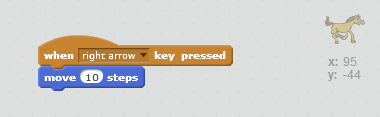 when right arrow key pressed
move 10 steps
x: 95
y: -44